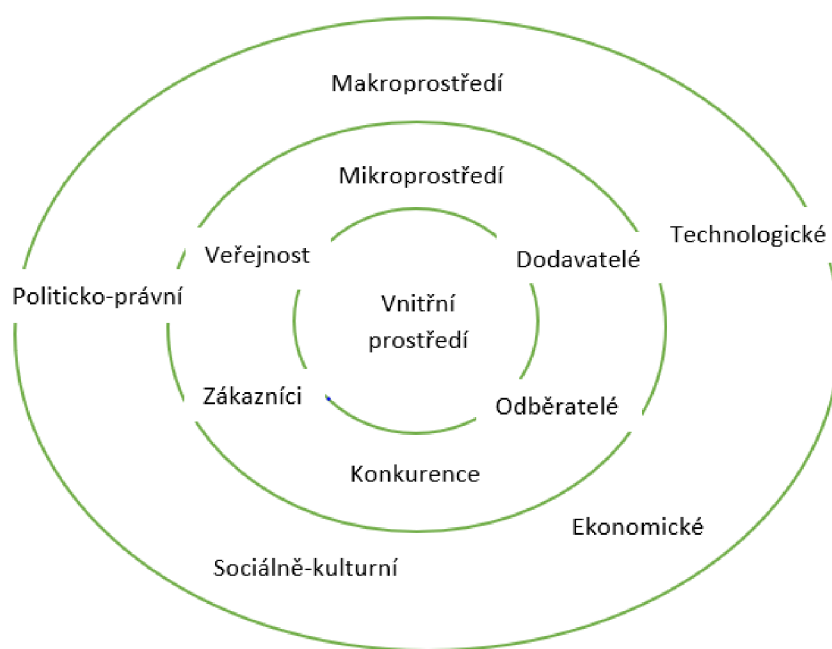 Makroprostředí
Mikroprostředí
Technologické
Veřejnost
Dodavatelé
Politicko-právní
Vnitřní
prostředí
Zákazníci
Odběratelé
Konkurence
Ekonomické
Sociálně-kulturní